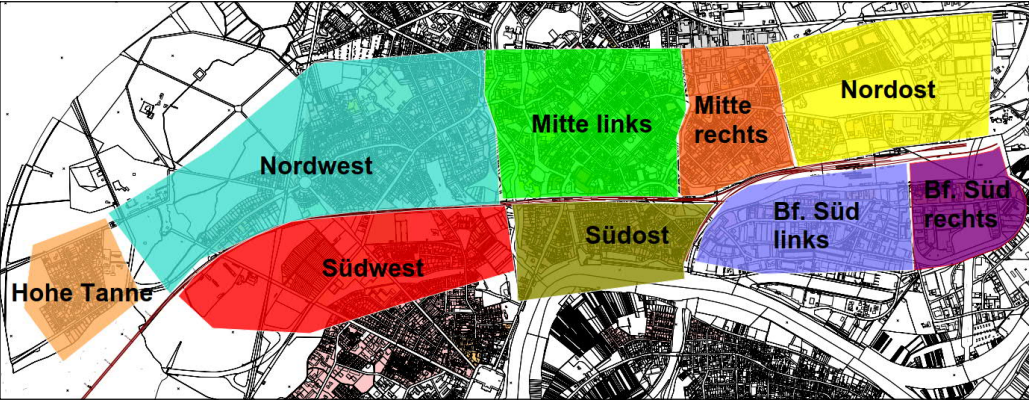 Nordost
Mitte
rechts
Mitte links
Nordwest
Bf. Süd
rechts
Bf. Süd
links
Südost
Südwest
Hohe Tanne